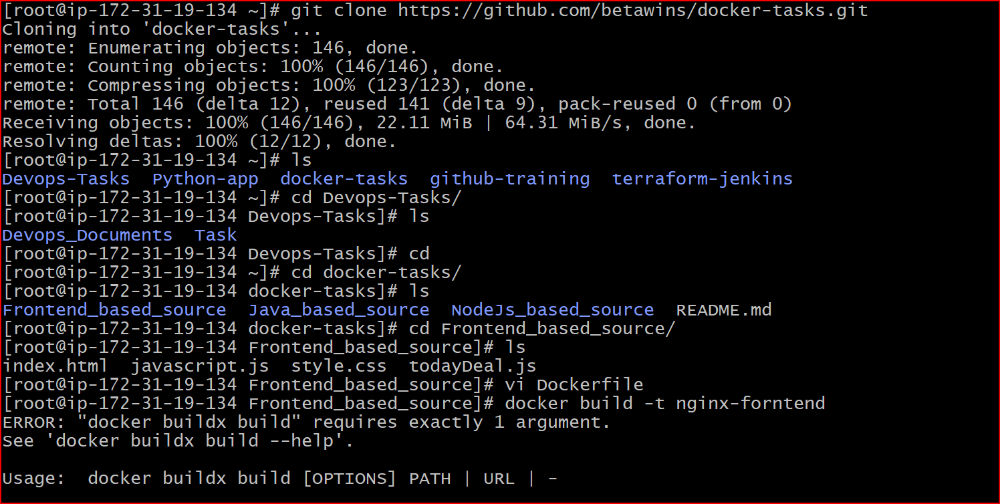 [root@ip-172-31-19-134 ~]# git clone https://github.com/betawins/docker-tasks.git
Cloning into 'docker-tasks'...
remote: Enumerating objects: 146, done.
remote: Counting objects: 100% (146/146), done.
remote: Compressing objects: 100% (123/123), done.
remote: Total 146 (delta 12), reused 141 (delta 9), pack-reused 0 (from 0)
Receiving objects: 100% (146/146), 22.11 MiB | 64.31 MiB/s, done.
Resolving deltas: 100% (12/12), done.
[root@ip-172-31-19-134 ~]# ls
Devops-Tasks  Python-app  docker-tasks  github-training  terraform-jenkins
[root@ip-172-31-19-134 ~]# cd Devops-Tasks/
[root@ip-172-31-19-134 Devops-Tasks]# ls
Devops_Documents  Task
[root@ip-172-31-19-134 Devops-Tasks]# cd
[root@ip-172-31-19-134 ~]# cd docker-tasks/
[root@ip-172-31-19-134 docker-tasks]# ls
Frontend_based_source  Java_based_source  NodeJs_based_source  README.md
[root@ip-172-31-19-134 docker-tasks]# cd Frontend_based_source/
[root@ip-172-31-19-134 Frontend_based_source]# ls
index.html  javascript.js  style.css  todayDeal.js
[root@ip-172-31-19-134 Frontend_based_source]# vi Dockerfile
[root@ip-172-31-19-134 Frontend_based_source]# docker build -t nginx-forntend
ERROR: "docker buildx build" requires exactly 1 argument.
See 'docker buildx build --help'.
Usage:  docker buildx build [OPTIONS] PATH | URL | -